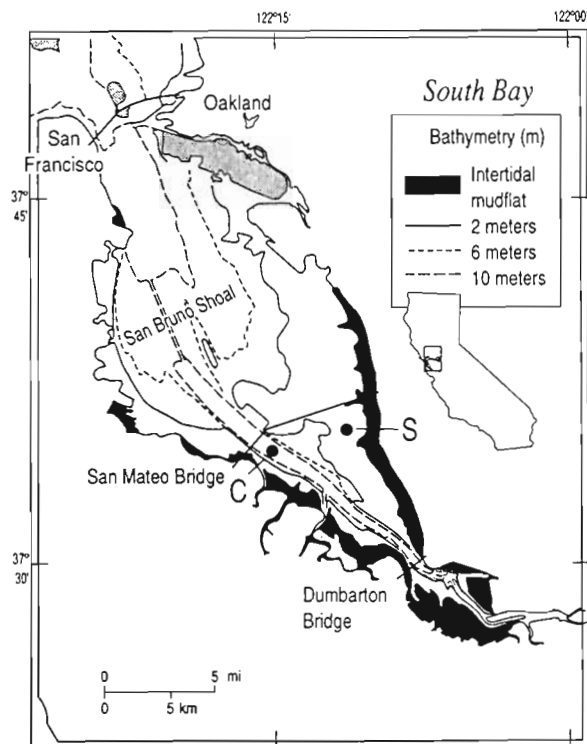 122°15'
122°00'
South Bay
Bathymetry (m)
Intertidal
mudflat
2 meters
6 meters
10 meters
Oakland
San
Francisco
37°
45'
San Bruno Shoal
S
San Mateo Bridge
C
37°
30'
Dumbarton
Bridge
0 5 mi
0 5 km